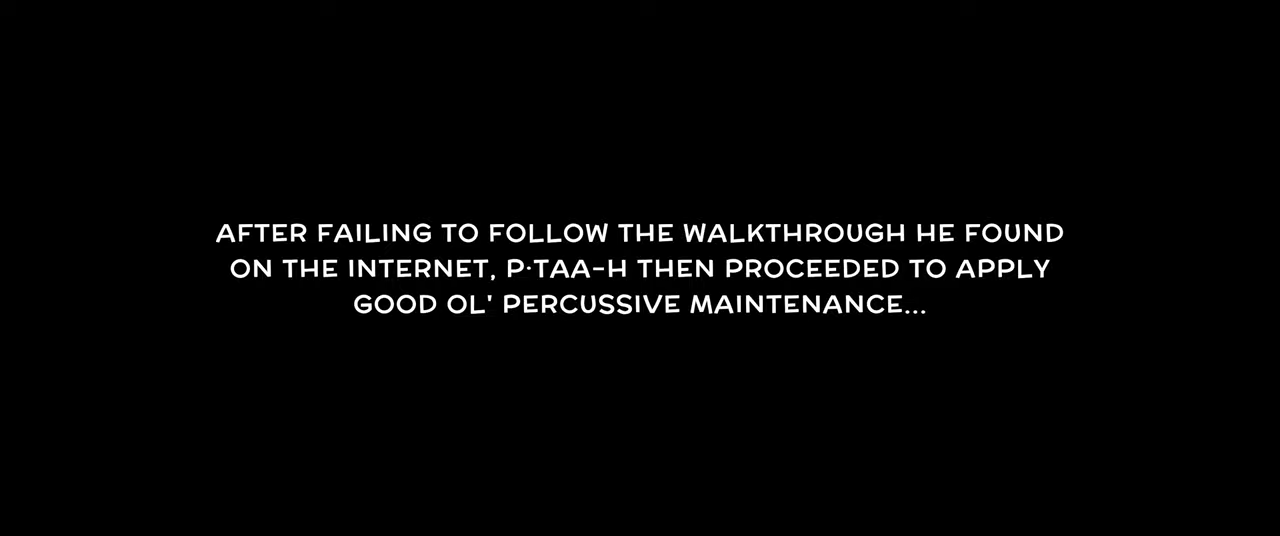 AFTER FAILING TO FOLLOW THE WALKTHROUGH HE FOUND
ON THE INTERNET, P·TAA-H THEN PROCEEDED TO APPLY
GOOD OL' PERCUSSIVE MAINTENANCE...